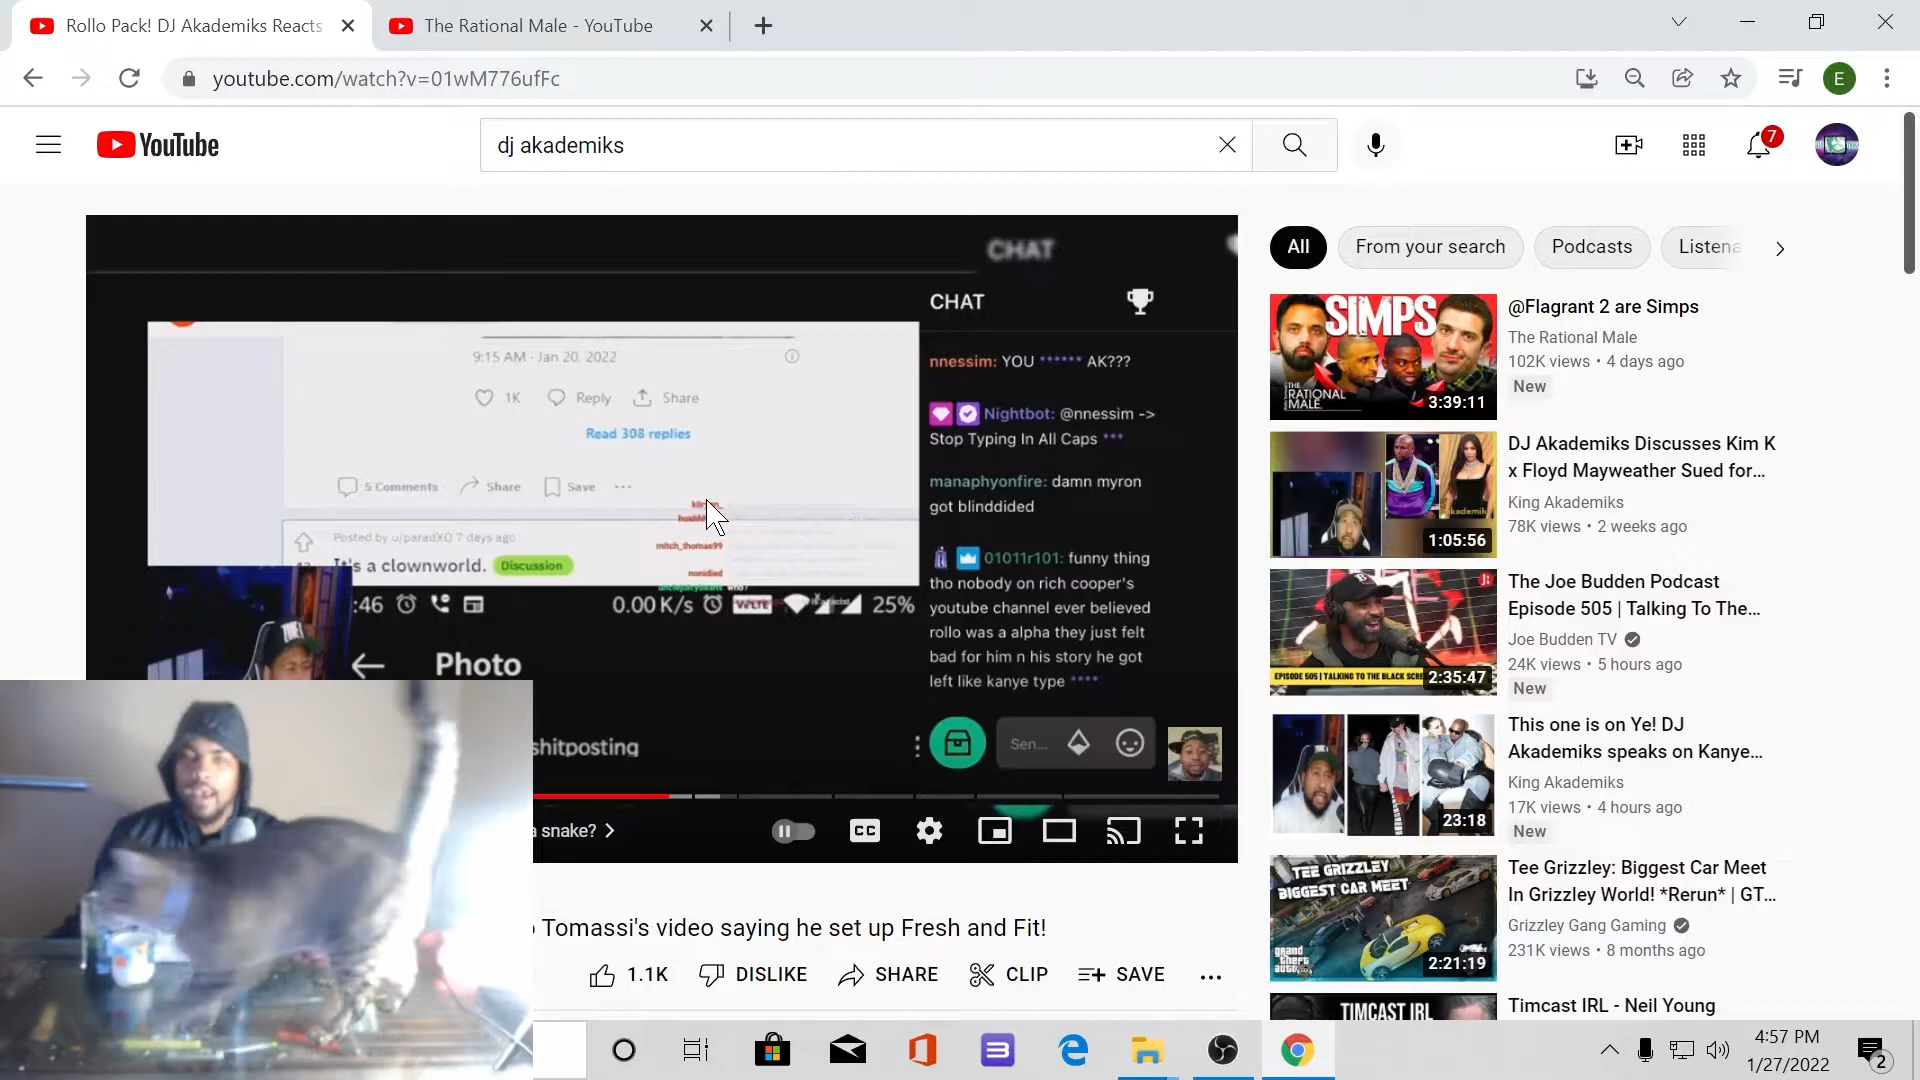 Rollo Pack! DJ Akademiks Reacts
The Rational Male - YouTube
youtube.com/watch?v=01wM776ufFc
E
YouTube
dj akademiks
7
CHAT
CHAT
9:15 AM - Jan 20, 2022
1K Reply Share
Read 308 replies
5 Comments Share Save
Posted by u/paradX0 7 days ago
It's a clownworld. Discussion
mitch_thomas99
nonidied
:46 0.00 K/s 25%
Photo
shitposting
nnessim: YOU ****** AK???
Nightbot: @nnessim ->
Stop Typing In All Caps ***
manaphyonfire: damn myron
got blinddided
01011r101: funny thing
tho nobody on rich cooper's
youtube channel ever believed
rollo was a alpha they just felt
bad for him n his story he got
left like kanye type ****
Sen...
a snake?
CC
Tomassi's video saying he set up Fresh and Fit!
1.1K DISLIKE SHARE CLIP SAVE
All From your search Podcasts Listena
SIMPS
THE RATIONAL MALE
3:39:11
@Flagrant 2 are Simps
The Rational Male
102K views • 4 days ago
New
1:05:56
DJ Akademiks Discusses Kim K
x Floyd Mayweather Sued for...
King Akademiks
78K views • 2 weeks ago
EPISODE 505 | TALKING TO THE BLACK SCRE
2:35:47
The Joe Budden Podcast
Episode 505 | Talking To The...
Joe Budden TV
24K views • 5 hours ago
New
23:18
This one is on Ye! DJ
Akademiks speaks on Kanye...
King Akademiks
17K views • 4 hours ago
New
TEE GRIZZLEY
BIGGEST CAR MEET
grand theft auto
2:21:19
Tee Grizzley: Biggest Car Meet
In Grizzley World! *Rerun* | GT...
Grizzley Gang Gaming
231K views • 8 months ago
TIMCAST IRL
Timcast IRL - Neil Young
4:57 PM
1/27/2022
2